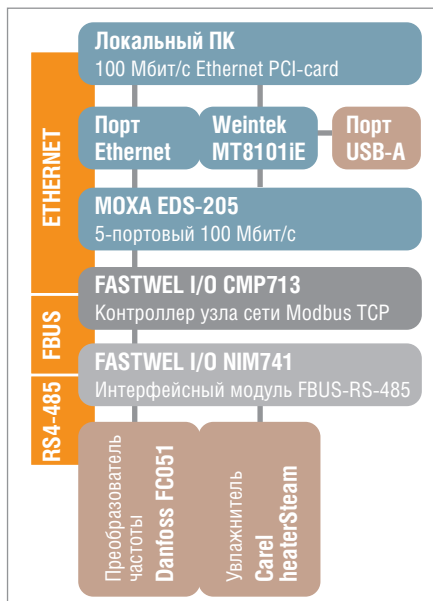 Локальный ПК
100 Мбит/с Ethernet PCI-card
ETHERNET
Порт
Ethernet
Weintek
MT8101iE
Порт
USB-A
MOXA EDS-205
5-портовый 100 Мбит/с
FASTWEL I/O CMP713
Контроллер узла сети Modbus TCP
FBUS
FASTWEL I/O NIM741
Интерфейсный модуль FBUS-RS-485
RS4-485
Преобразователь
частоты
Danfoss FC051
Увлажнитель
Carel
heaterSteam